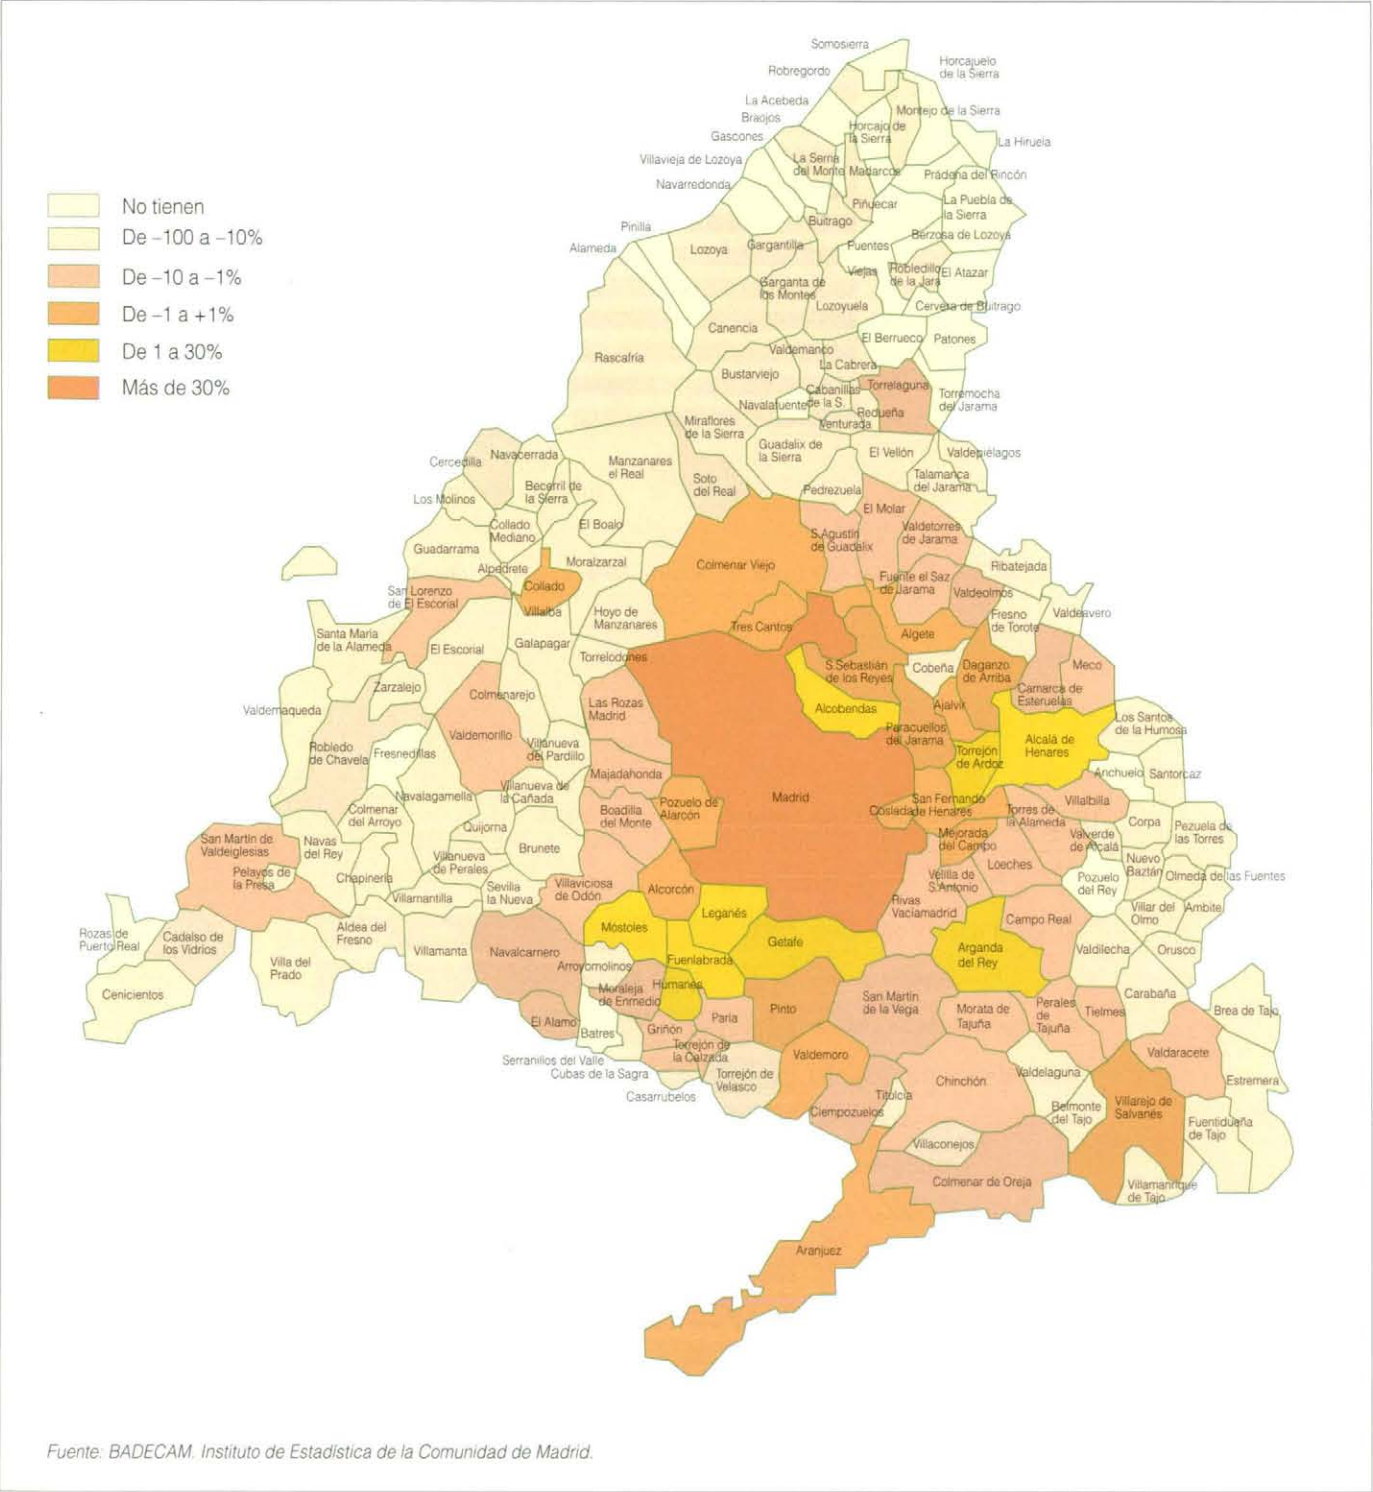 Somosierra
Horcajuelo
de la Sierra
Robregordo
La Acebeda
Montejo de la Sierra
Braojos
Horcajo de
la Sierra
Gascones
La Hiruela
Villavieja de Lozoya
La Serna
del Monte
Madarcos
Prádena del Rincón
Navarredonda
Piñuecar
La Puebla de
la Sierra
Pinilla
Buitrago
Berzosa de Lozoya
Alameda
Lozoya
Gargantilla
Puentes
Viejas
Robledillo
de la Jara
El Atazar
Garganta de
los Montes
Lozoyuela
Cervera de Buitrago
No tienen
De –100 a –10%
De –10 a –1%
De –1 a +1%
De 1 a 30%
Más de 30%
Canencia
El Berrueco
Patones
Rascafría
Valdemanco
La Cabrera
Bustarviejo
Torrelaguna
Cabanillas
de la S.
Torremocha
del Jarama
Navalafuente
Redueña
Venturada
Miraflores
de la Sierra
Guadalix de
la Sierra
El Vellón
Valdepiélagos
Cercedilla
Navacerrada
Manzanares
el Real
Soto
del Real
Pedrezuela
Talamanca
del Jarama
Los Molinos
Becerril de
la Sierra
El Molar
Collado
Mediano
El Boalo
S.Agustín
de Guadalix
Valdetorres
de Jarama
Guadarrama
Alpedrete
Moralzarzal
Colmenar Viejo
Ribatejada
San Lorenzo
de El Escorial
Collado
Villalba
Fuente el Saz
de Jarama
Valdeolmos
Hoyo de
Manzanares
Fresno
de Torote
Valdeavero
Santa María
de la Alameda
El Escorial
Galapagar
Tres Cantos
Algete
Torrelodones
S.Sebastián
de los Reyes
Cobeña
Daganzo
de Arriba
Meco
Zarzalejo
Colmenarejo
Camarca de
Esteruelas
Valdemaqueda
Las Rozas
Madrid
Alcobendas
Ajalvir
Robledo
de Chavela
Fresnedillas
Valdemorillo
Villanueva
del Pardillo
Paracuellos
del Jarama
Torrejón
de Ardoz
Alcalá de
Henares
Los Santos
de la Humosa
Majadahonda
Anchuelo
Santorcaz
Navalagamella
Villanueva de
la Cañada
Madrid
Colmenar
del Arroyo
Boadilla
del Monte
Pozuelo de
Alarcón
Coslada
San Fernando
de Henares
Torres de
la Alameda
Villalbilla
Corpa
Pezuela de
las Torres
San Martín de
Valdeiglesias
Navas
del Rey
Quijorna
Brunete
Mejorada
del Campo
Valverde
de Alcalá
Pelayos de
la Presa
Chapinería
Villanueva
de Perales
Loeches
Nuevo
Baztán
Olmeda de las Fuentes
Villamantilla
Sevilla
la Nueva
Villaviciosa
de Odón
Alcorcón
Velilla de
S.Antonio
Pozuelo
del Rey
Rivas
Vaciamadrid
Campo Real
Villar del
Olmo
Ambite
Rozas de
Puerto Real
Cadalso de
los Vidrios
Aldea del
Fresno
Móstoles
Leganés
Getafe
Arganda
del Rey
Valdilecha
Orusco
Villa del
Prado
Villamanta
Navalcarnero
Arroyomolinos
Fuenlabrada
Cenicientos
Moraleja
de Enmedio
Humanes
Pinto
San Martín
de la Vega
Morata de
Tajuña
Perales
de
Tajuña
Tielmes
Carabaña
Brea de Tajo
El Alamo
Batres
Griñón
Parla
Torrejón de
la Calzada
Valdemoro
Valdaracete
Serranillos del Valle
Cubas de la Sagra
Torrejón de
Velasco
Chinchón
Valdelaguna
Estremera
Casarrubelos
Ciempozuelos
Titulcia
Belmonte
del Tajo
Villarejo de
Salvanés
Fuentidueña
de Tajo
Villaconejos
Colmenar de Oreja
Villamanrique
de Tajo
Aranjuez
Fuente: BADECAM. Instituto de Estadística de la Comunidad de Madrid.